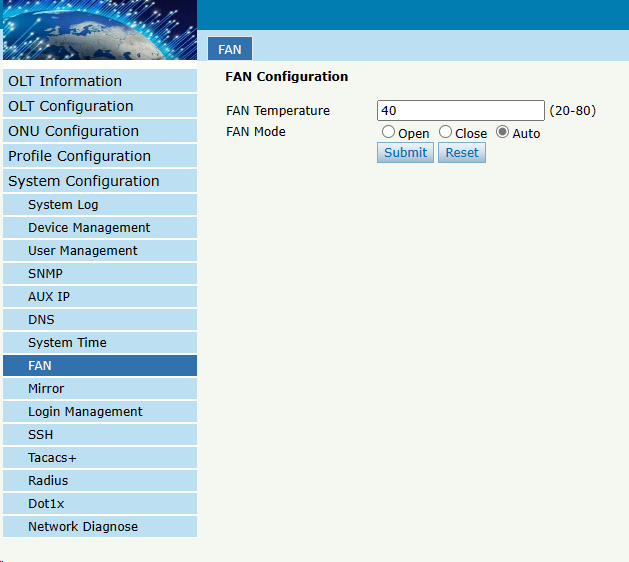 FAN
OLT Information
OLT Configuration
ONU Configuration
Profile Configuration
System Configuration
System Log
Device Management
User Management
SNMP
AUX IP
DNS
System Time
FAN
Mirror
Login Management
SSH
Tacacs+
Radius
Dot1x
Network Diagnose
FAN Configuration
FAN Temperature 40 (20-80)
FAN Mode Open Close Auto
Submit Reset